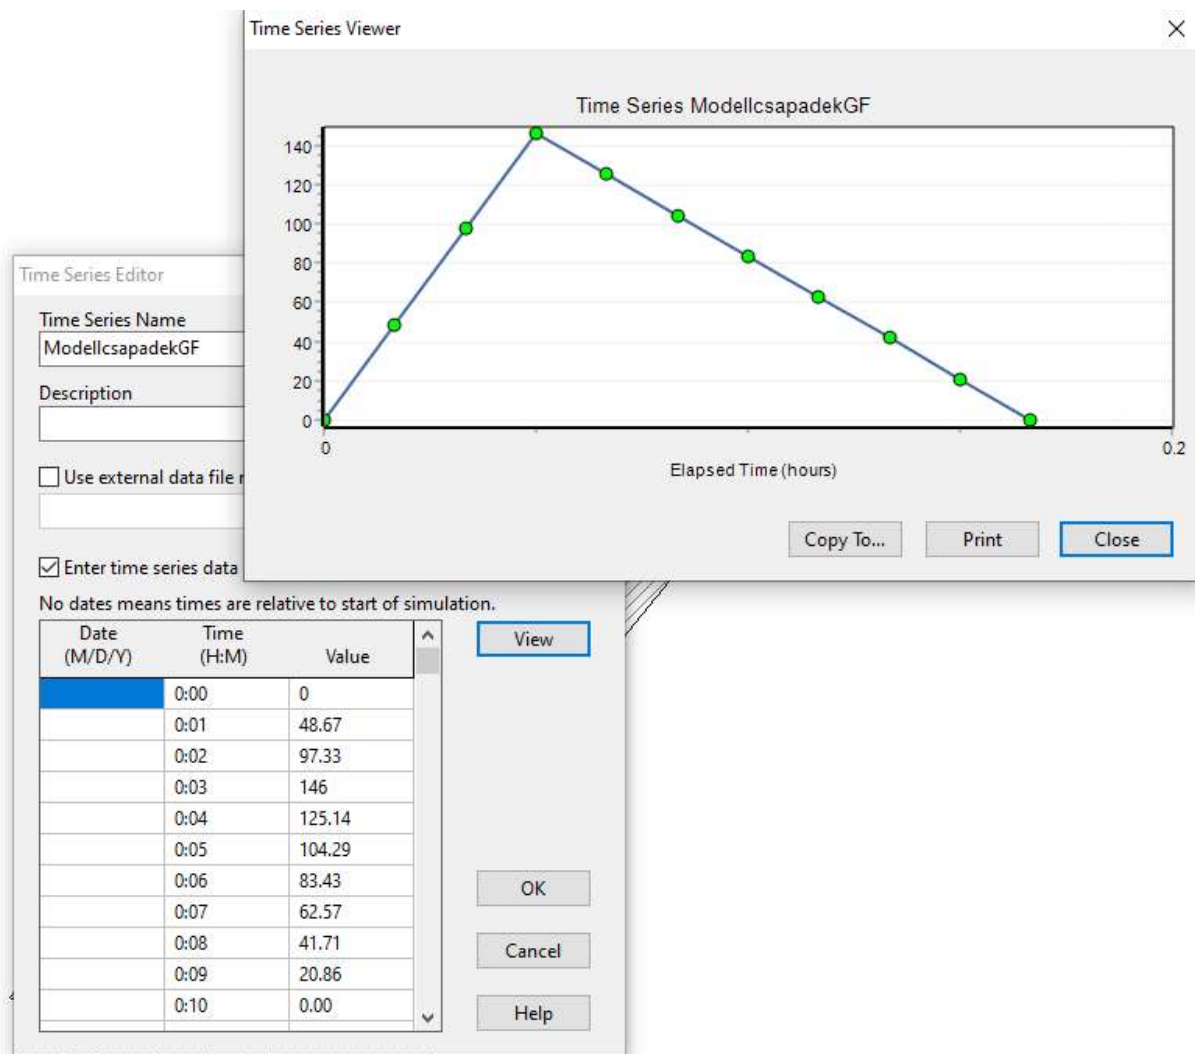 Time Series Viewer
Time Series ModellcsapadekGF
140
120
100
80
60
40
20
0
0
0.2
Elapsed Time (hours)
Copy To...
Print
Close
Time Series Editor
Time Series Name
ModellcsapadekGF
Description
Use external data file
Enter time series data
No dates means times are relative to start of simulation.
Date Time
(M/D/Y) (H:M) Value
0:00 0
0:01 48.67
0:02 97.33
0:03 146
0:04 125.14
0:05 104.29
0:06 83.43
0:07 62.57
0:08 41.71
0:09 20.86
0:10 0.00
View
OK
Cancel
Help